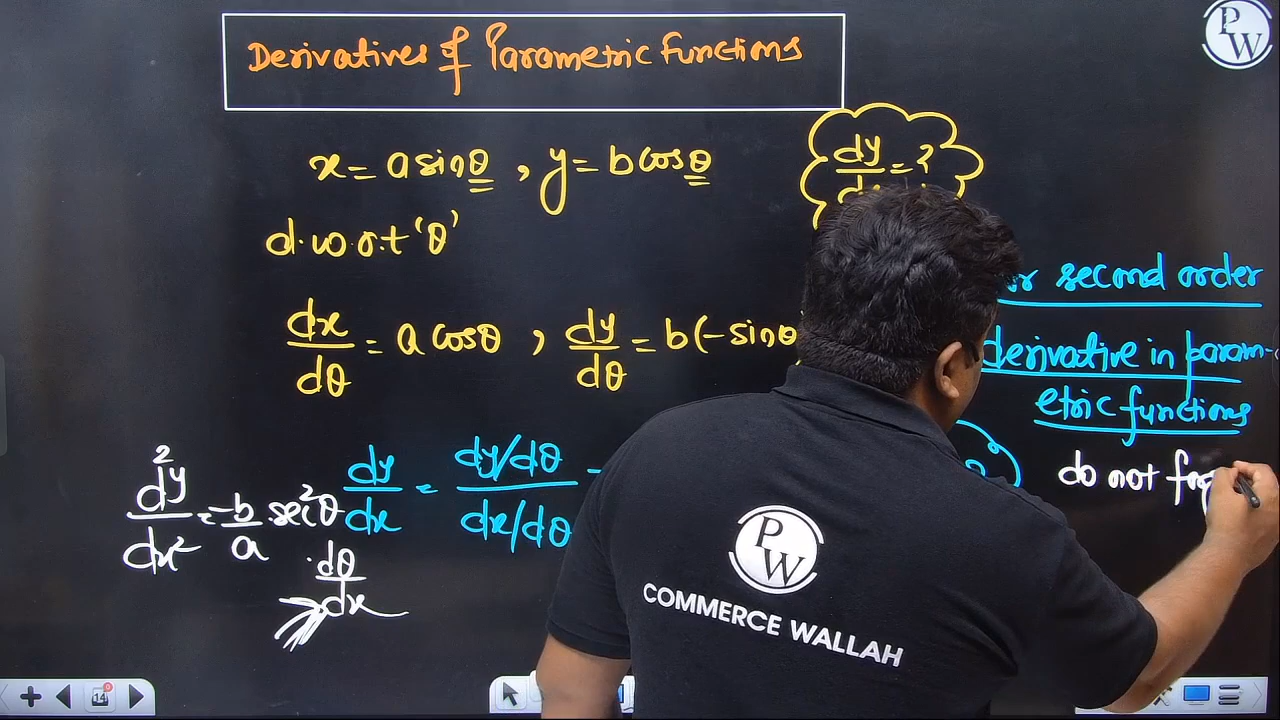 Derivatives of Parametric Functions
PW
x = a sinθ , y = b cosθ
dy/dx = ?
d.w.r.t 'θ'
second order
dx/dθ = a cosθ , dy/dθ = b(-sinθ
derivative in param-
etric functions
d²y/dx² = -b/a .sec²θ .dθ/dx
dy/dx = dy/dθ / dx/dθ =
do not
PW
COMMERCE WALLAH
14